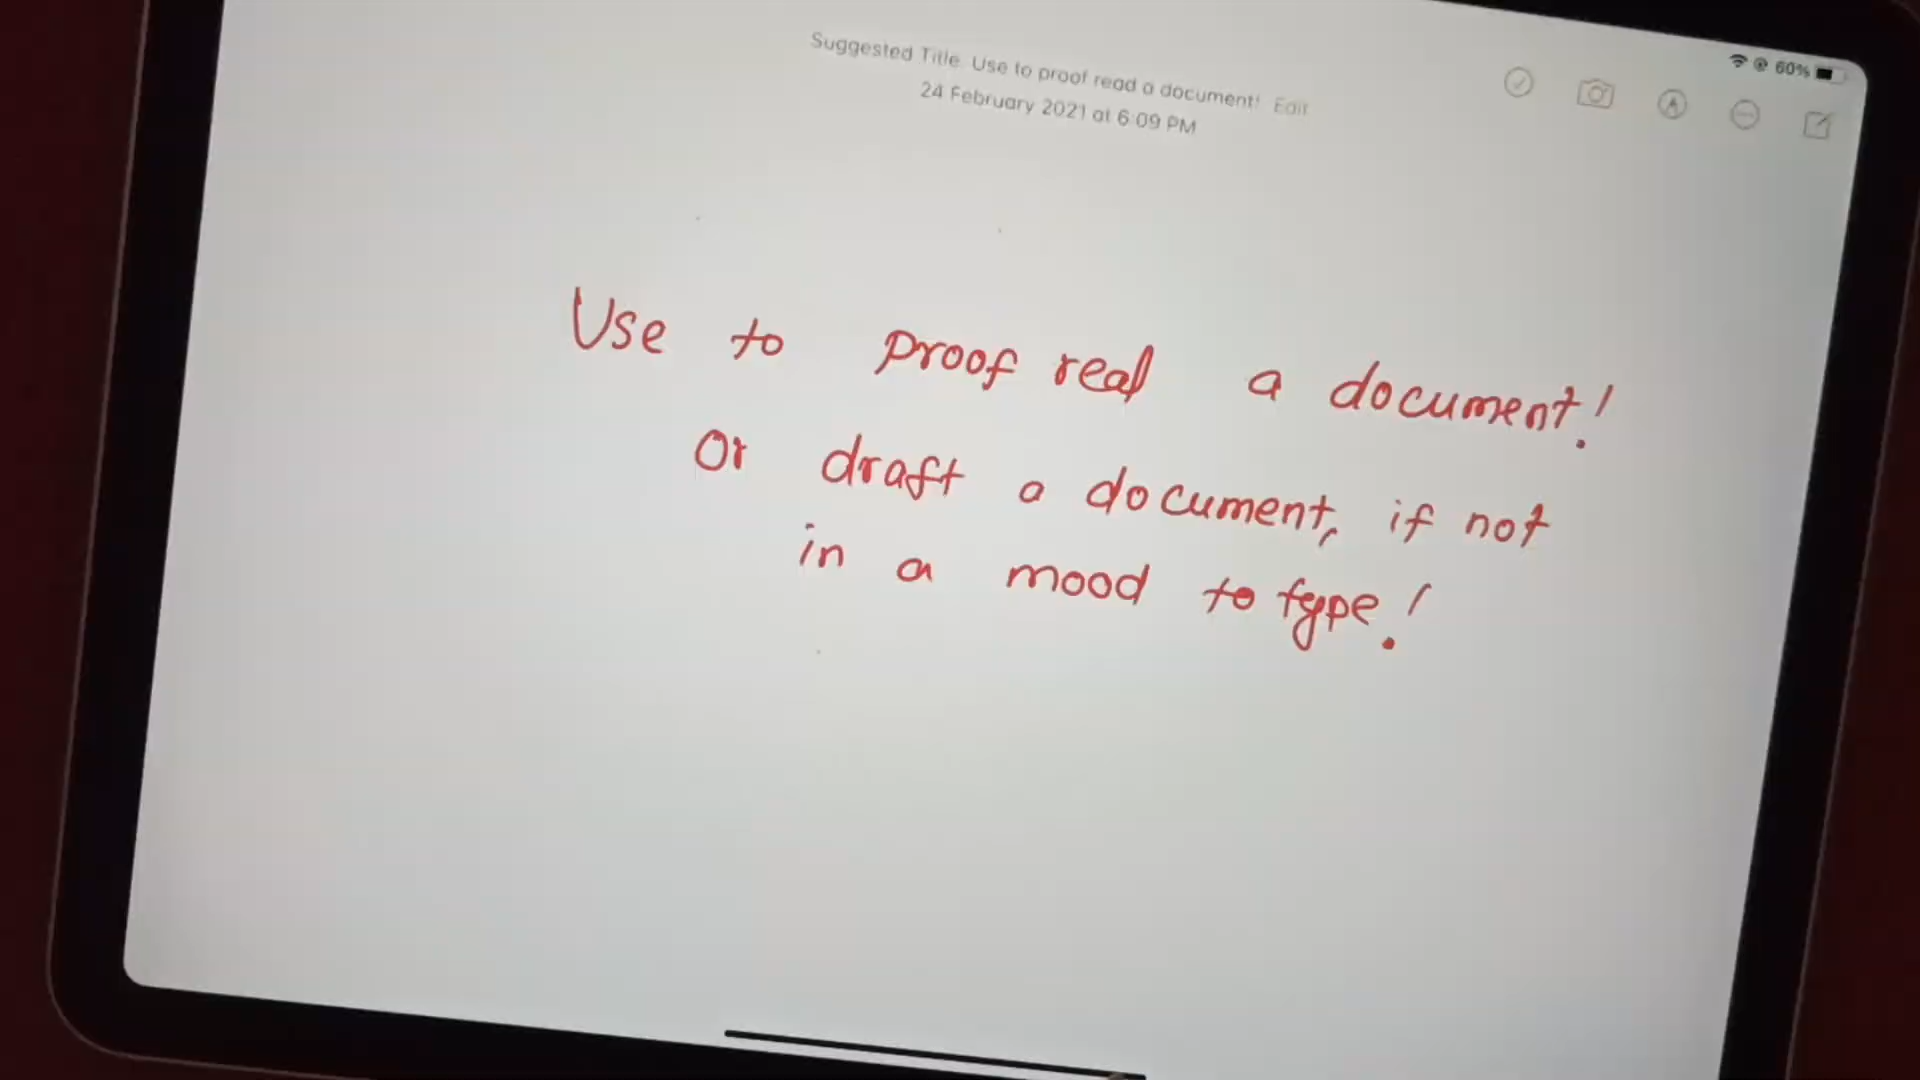 Suggested Title: Use to proof read a document! Edit
24 February 2021 at 6:09 PM
60%
Use to proof read a document!
Or draft a document, if not
in a mood to type!